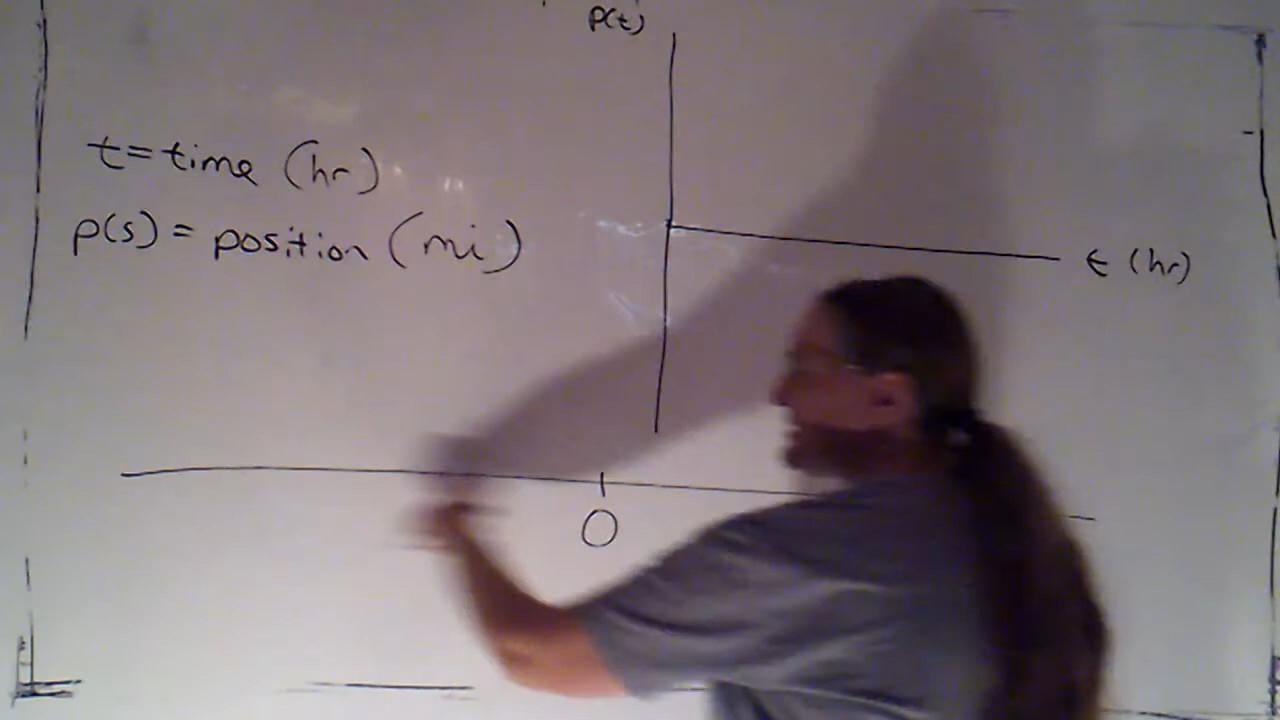 p(t)
t=time (hr)
p(s) = position (mi)
t (hr)
0